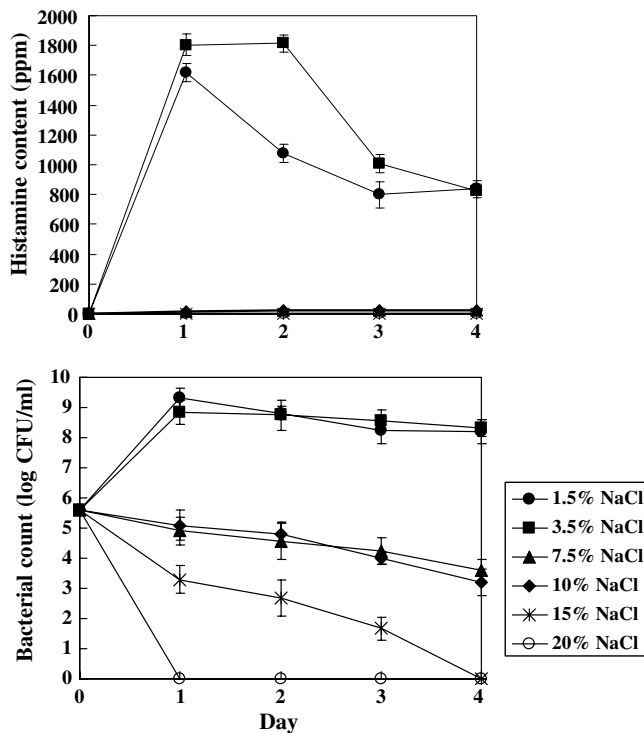 Histamine content (ppm)
2000
1800
1600
1400
1200
1000
800
600
400
200
0
0 1 2 3 4
Bacterial count (log CFU/ml)
10
9
8
7
6
5
4
3
2
1
0
0 1 2 3 4
Day
1.5% NaCl
3.5% NaCl
7.5% NaCl
10% NaCl
15% NaCl
20% NaCl